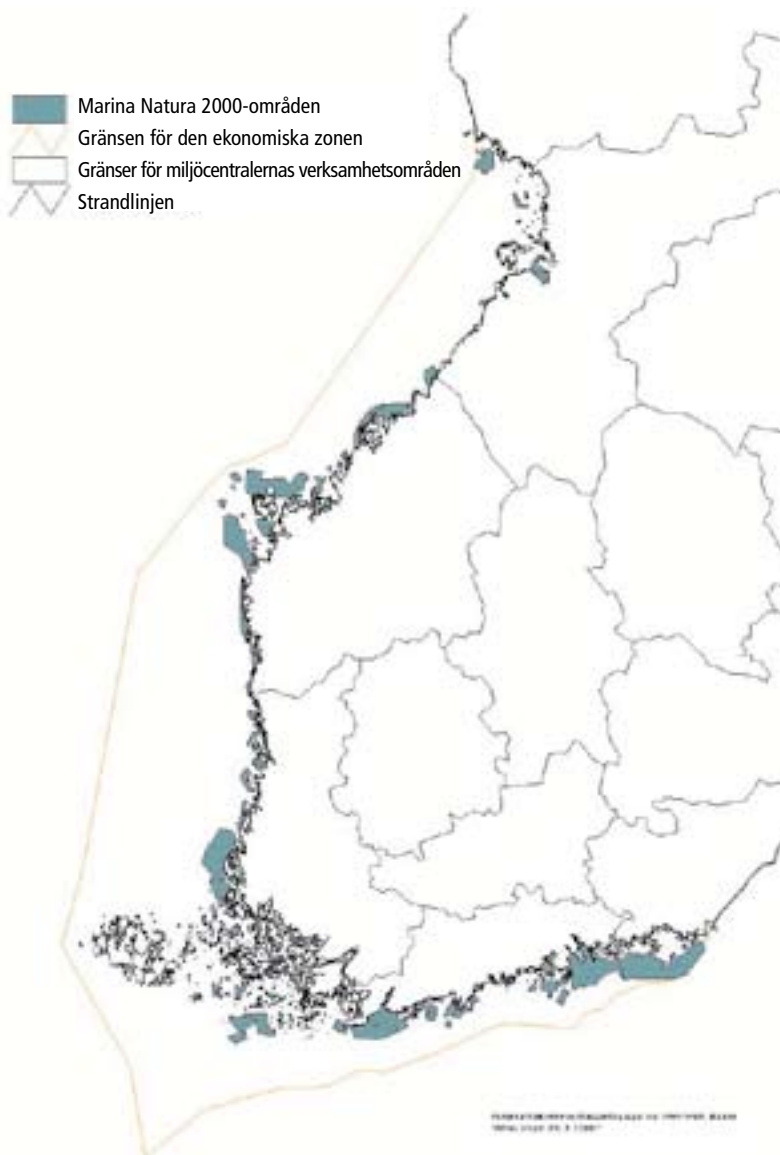 Marina Natura 2000-områden
Gränsen för den ekonomiska zonen
Gränser för miljöcentralernas verksamhetsområden
Strandlinjen